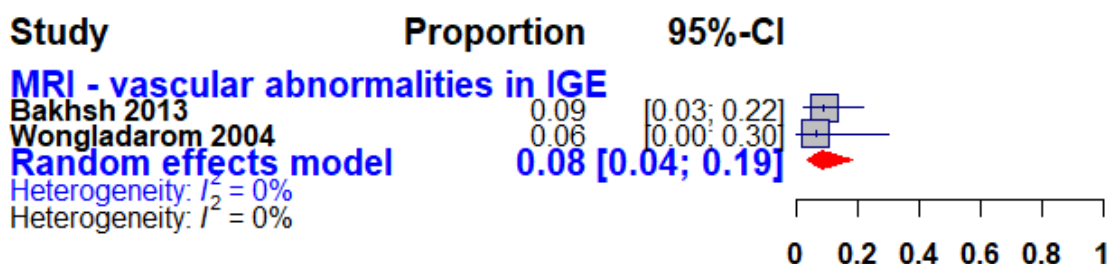 Study Proportion 95%-CI
MRI - vascular abnormalities in IGE
Bakhsh 2013 0.09 [0.03; 0.22]
Wongladarom 2004 0.06 [0.00; 0.30]
Random effects model 0.08 [0.04; 0.19]
Heterogeneity: I² = 0%
Heterogeneity: I² = 0%
0 0.2 0.4 0.6 0.8 1